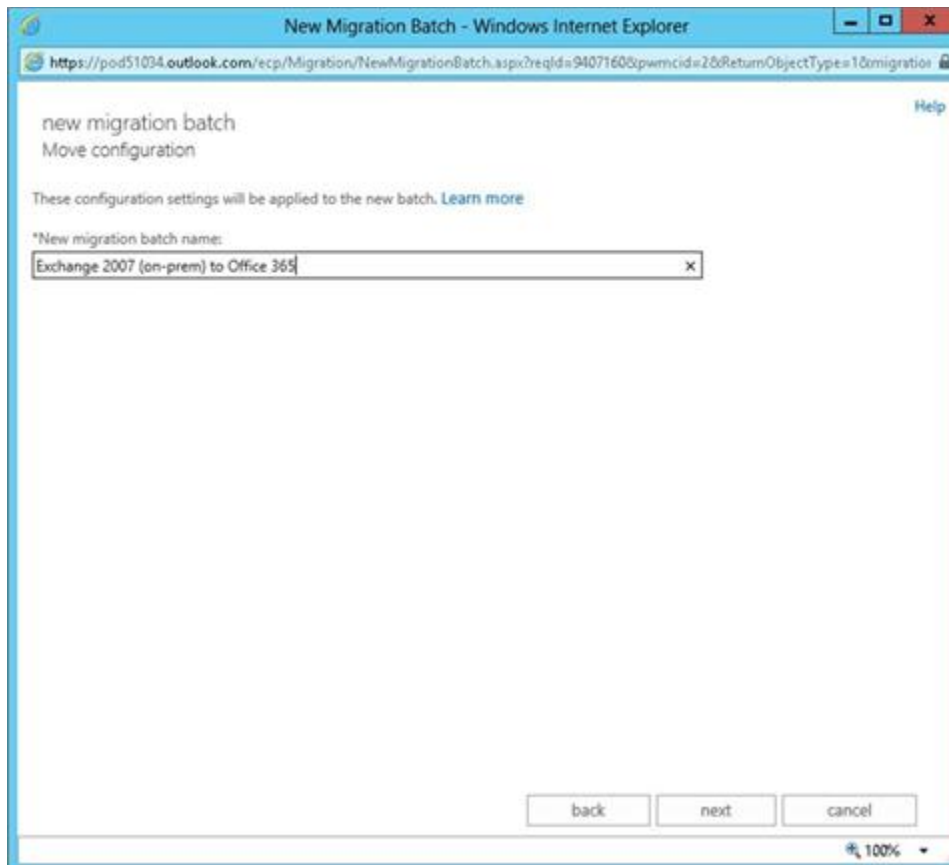 New Migration Batch - Windows Internet Explorer
https://pod51034.outlook.com/ecp/Migration/NewMigrationBatch.aspx?reqId=9407160&pwmcid=2&ReturnObjectType=1&migration
Help
new migration batch
Move configuration
These configuration settings will be applied to the new batch. Learn more
*New migration batch name:
Exchange 2007 (on-prem) to Office 365
back next cancel
100%